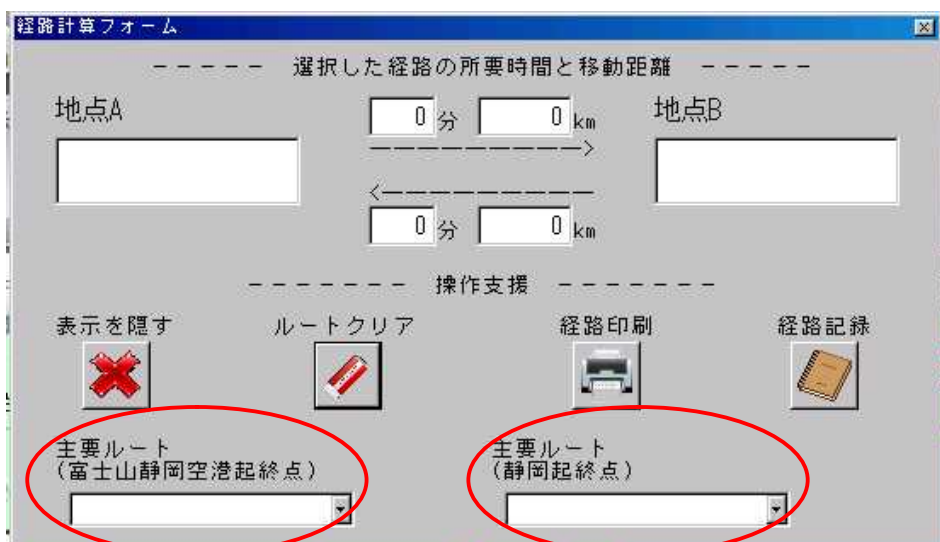 経路計算フォーム
----- 選択した経路の所要時間と移動距離 -----
地点A
0 分 0 km
--------->
地点B
<---------
0 分 0 km
------- 操作支援 -------
表示を隠す ルートクリア 経路印刷 経路記録
主要ルート
(富士山静岡空港起終点)
主要ルート
(静岡起終点)